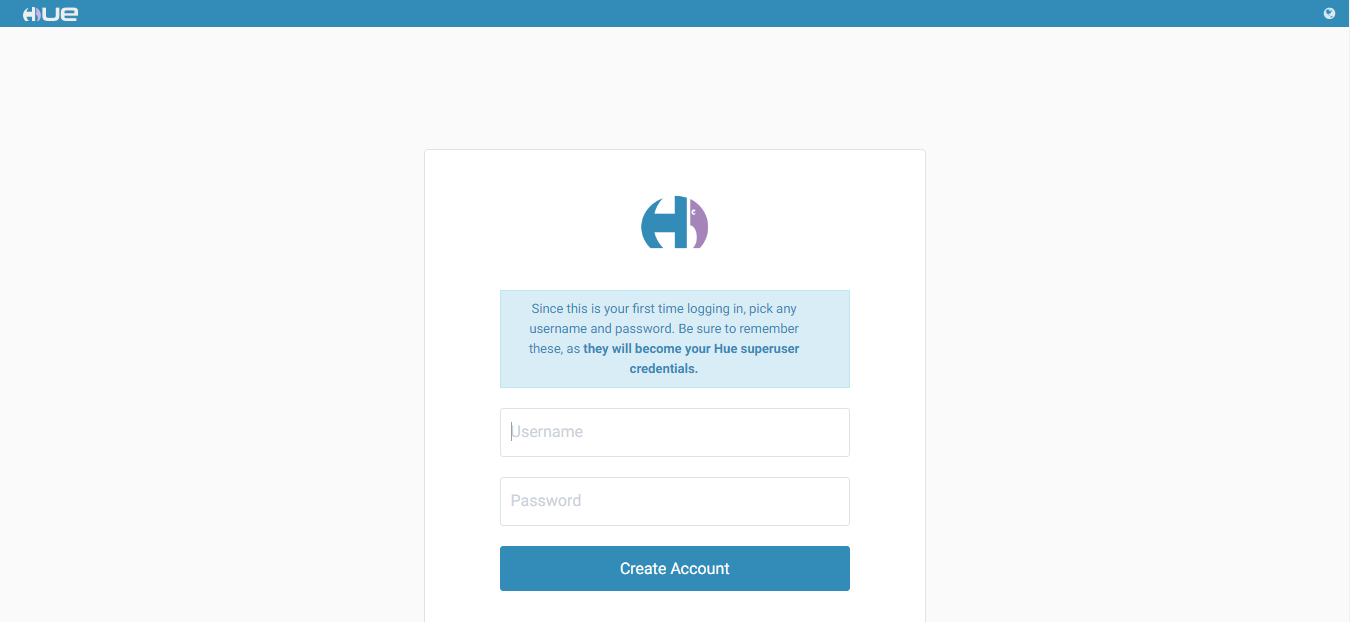 HUE
Since this is your first time logging in, pick any
username and password. Be sure to remember
these, as they will become your Hue superuser
credentials.
Username
Password
Create Account